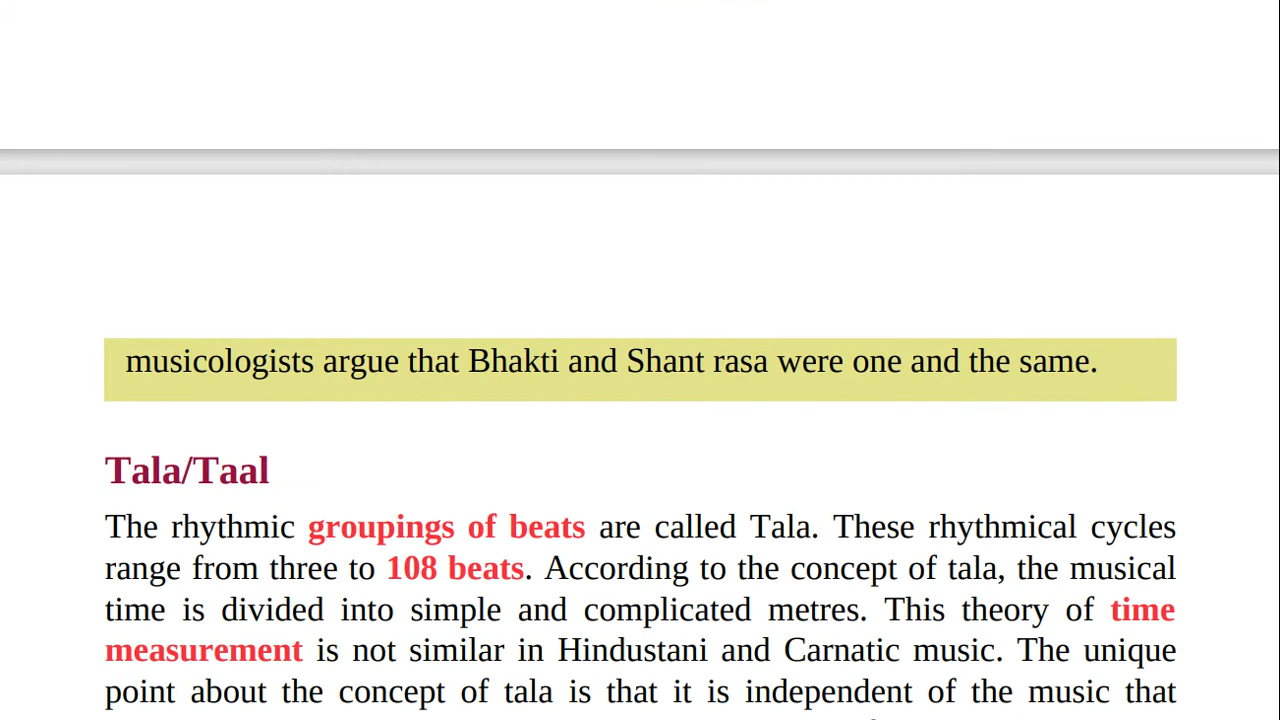 musicologists argue that Bhakti and Shant rasa were one and the same.
Tala/Taal
The rhythmic groupings of beats are called Tala. These rhythmical cycles
range from three to 108 beats. According to the concept of tala, the musical
time is divided into simple and complicated metres. This theory of time
measurement is not similar in Hindustani and Carnatic music. The unique
point about the concept of tala is that it is independent of the music that